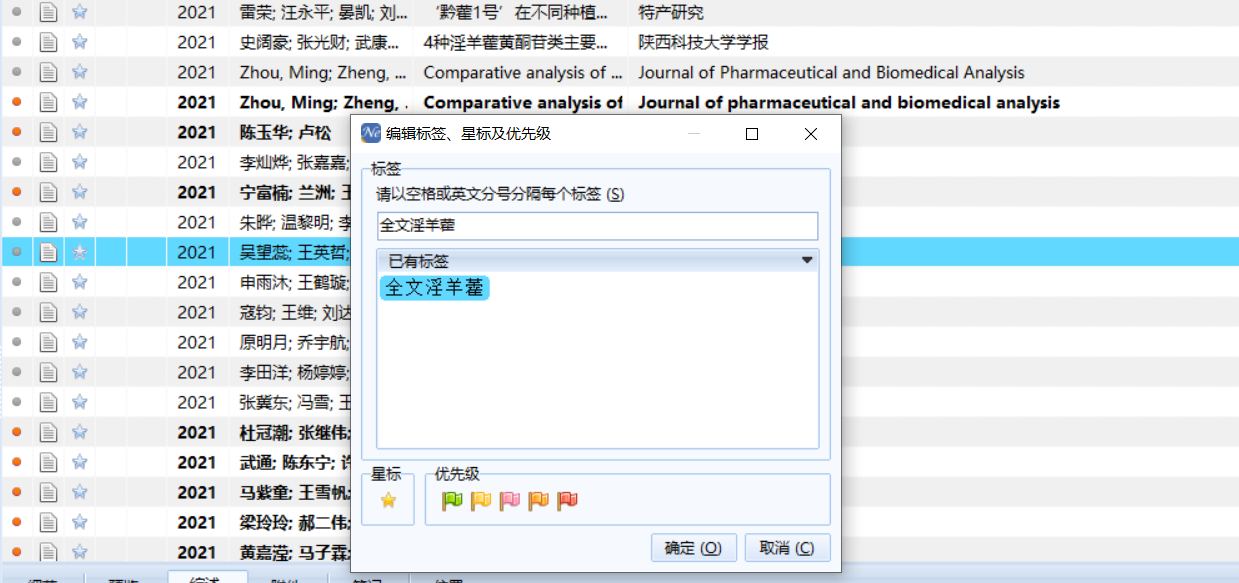 2021 雷荣; 汪永平; 晏凯; 刘... ‘黔藿1号’在不同种植... 特产研究
2021 史阔豪; 张光财; 武康... 4种淫羊藿黄酮苷类主要... 陕西科技大学学报
2021 Zhou, Ming; Zheng, ... Comparative analysis of ... Journal of Pharmaceutical and Biomedical Analysis
2021 Zhou, Ming; Zheng, . Comparative analysis of Journal of pharmaceutical and biomedical analysis
2021 陈玉华; 卢松
2021 李灿烨; 张嘉嘉;
2021 宁富楠; 兰洲; 王
2021 朱晔; 温黎明; 李
2021 吴望蕊; 王英哲;
2021 申雨沐; 王鹤璇;
2021 寇钧; 王维; 刘达
2021 原明月; 乔宇航;
2021 李田洋; 杨婷婷;
2021 张冀东; 冯雪; 王
2021 杜冠潮; 张继伟;
2021 武通; 陈东宁; 许
2021 马紫童; 王雪帆;
2021 梁玲玲; 郝二伟;
2021 黄嘉滢; 马子霖;
编辑标签、星标及优先级
标签
请以空格或英文分号分隔每个标签 (S)
全文淫羊藿
已有标签
全文淫羊藿
星标
优先级
确定 (O)
取消 (C)
细节 预览 综述 附件 笔记 位置